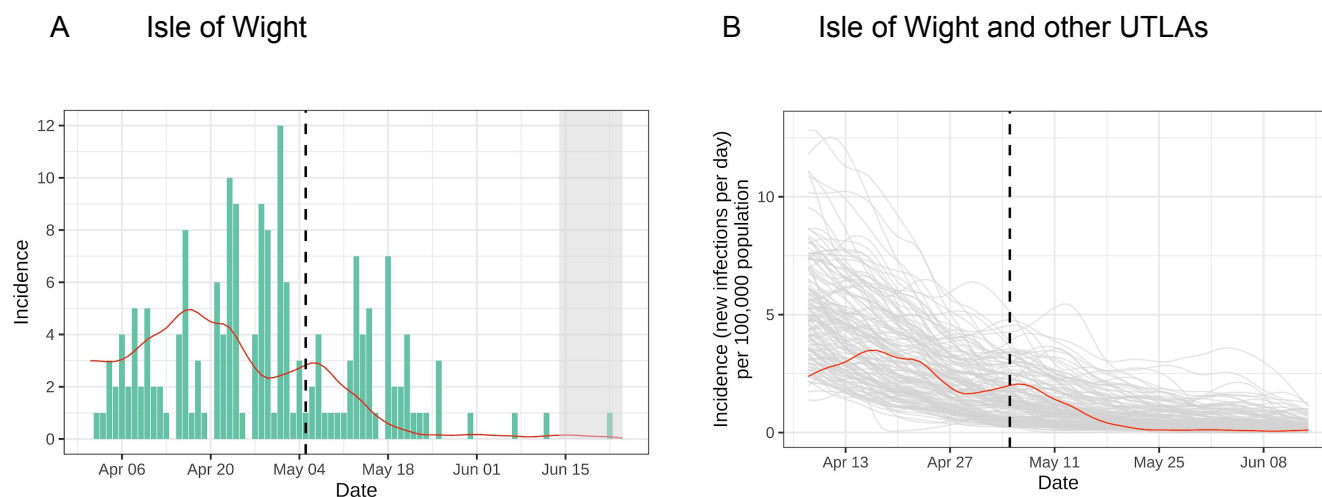 A Isle of Wight
B Isle of Wight and other UTLAs
Incidence
12
10
8
6
4
2
0
Apr 06 Apr 20 May 04 May 18 Jun 01 Jun 15
Date
Incidence (new infections per day)
per 100,000 population
10
5
0
Apr 13 Apr 27 May 11 May 25 Jun 08
Date